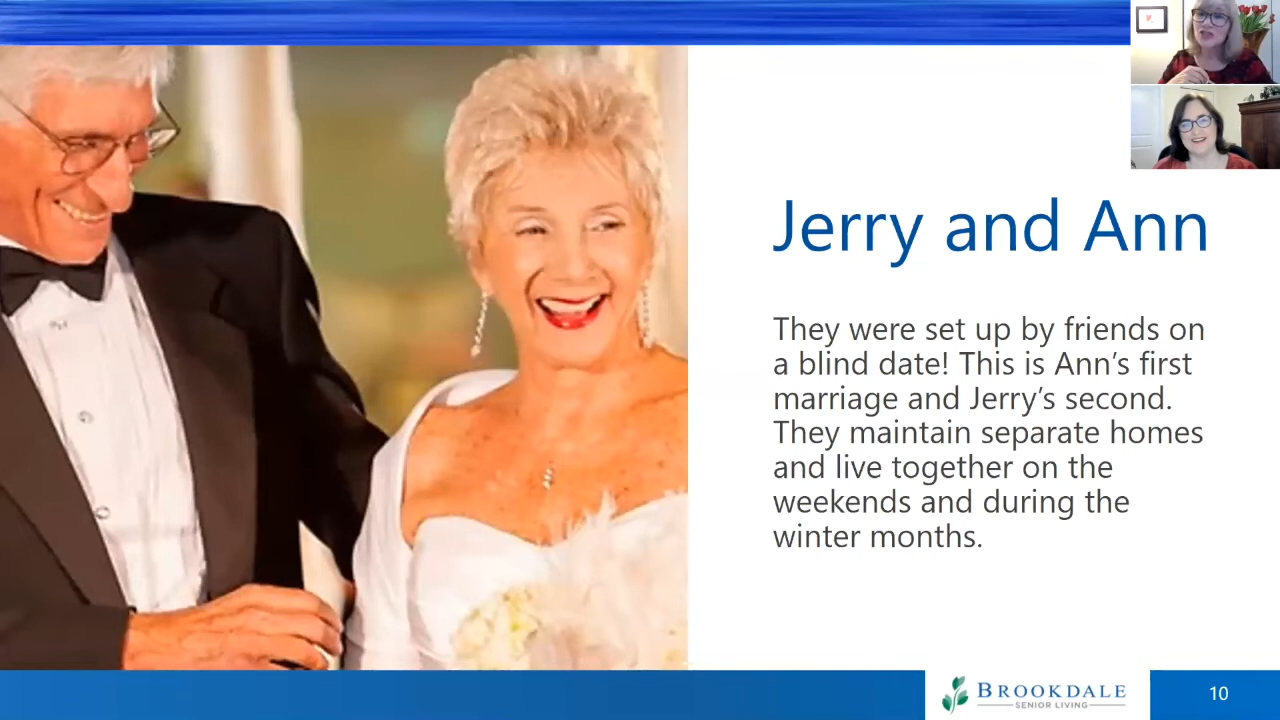 Jerry and Ann
They were set up by friends on
a blind date! This is Ann's first
marriage and Jerry's second.
They maintain separate homes
and live together on the
weekends and during the
winter months.
BROOKDALE
SENIOR LIVING
10